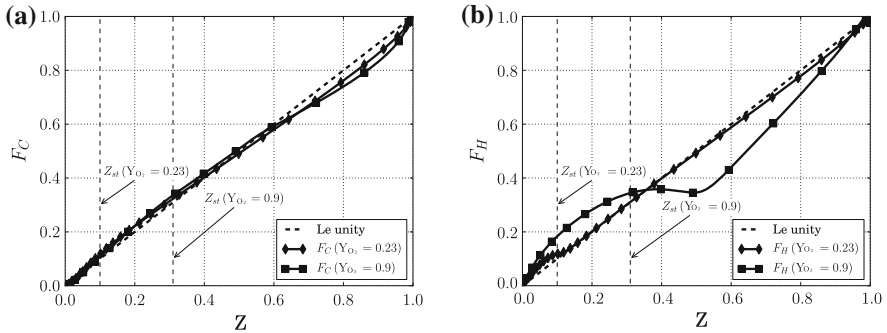 (a)
1.0
0.8
0.6
0.4
0.2
0.0
F_C
Z_st (Y_O₂ = 0.23)
Z_st (Y_O₂ = 0.9)
Le unity
F_C (Y_O₂ = 0.23)
F_C (Y_O₂ = 0.9)
0.0 0.2 0.4 0.6 0.8 1.0
Z
(b)
1.0
0.8
0.6
0.4
0.2
0.0
F_H
Z_st (Y_O₂ = 0.23)
Z_st (Y_O₂ = 0.9)
Le unity
F_H (Y_O₂ = 0.23)
F_H (Y_O₂ = 0.9)
0.0 0.2 0.4 0.6 0.8 1.0
Z